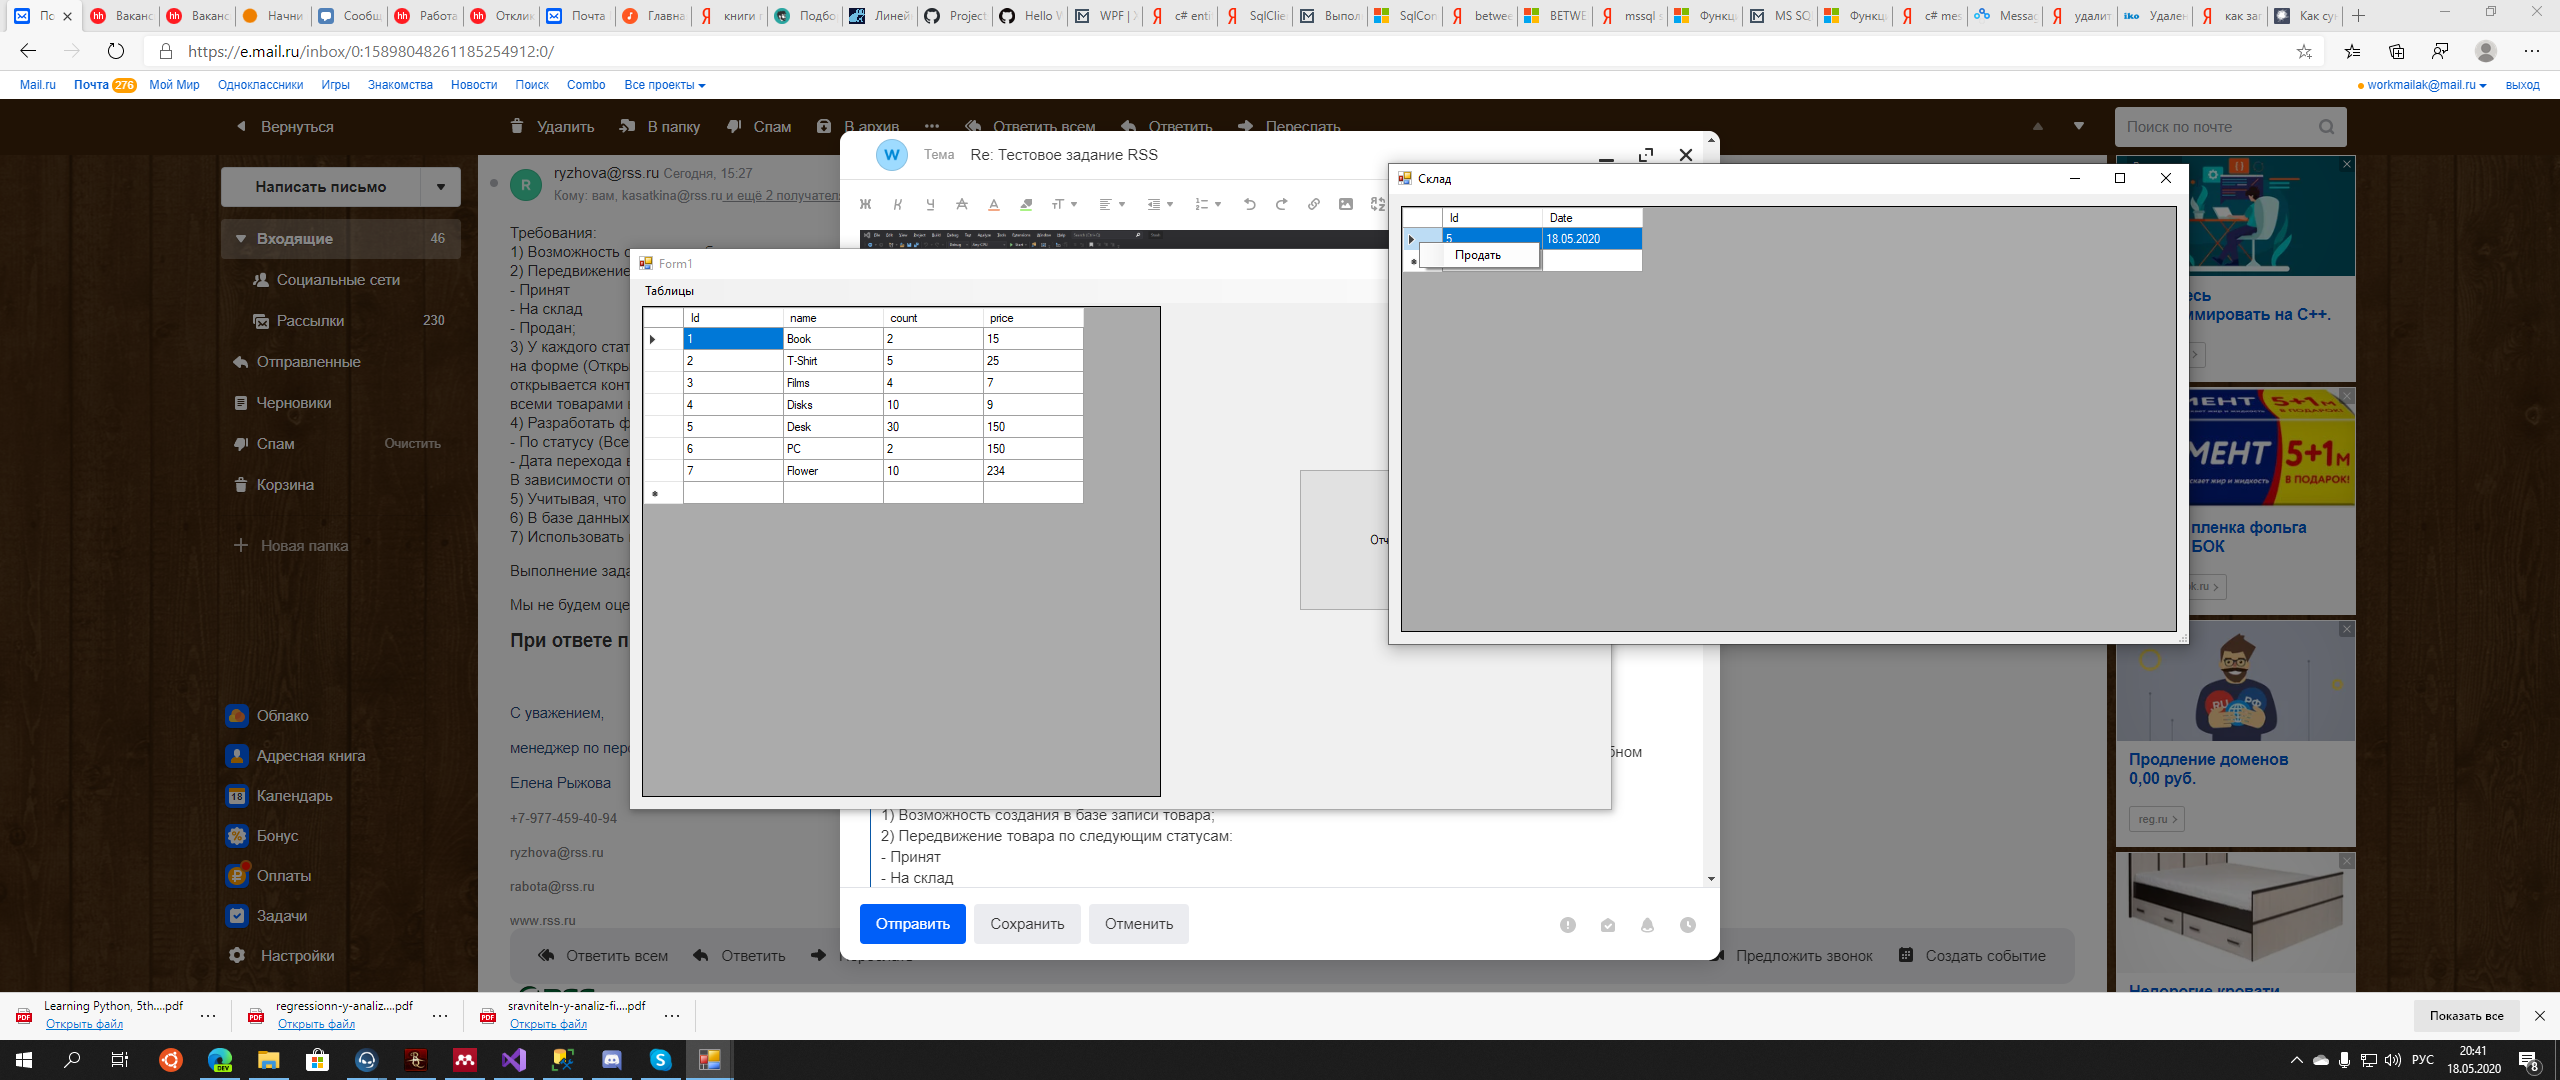 Вакан
Вакан
Начни
Сообщ
Работа
Отклик
Почта
Главна
книги г
Подбо
Линей
Project
Hello W
WPF | X
c# enti
SqlClie
Выпол
SqlCon
betwee
BETWE
mssql s
Функц
MS SQ
Функц
c# mes
Messag
удалит
Удален
как заг
Как су
https://e.mail.ru/inbox/0:15898048261185254912:0/
Mail.ru Почта 276 Мой Мир Одноклассники Игры Знакомства Новости Поиск Combo Все проекты
workmailak@mail.ru выход
Вернуться Удалить В папку Спам В архив Ответить всем Ответить Переслать
Поиск по почте
Написать письмо
Входящие 46
Социальные сети
Рассылки 230
Отправленные
Черновики
Спам Очистить
Корзина
Новая папка
Облако
Адресная книга
Календарь
Бонус
Оплаты
Задачи
Настройки
ryzhova@rss.ru Сегодня, 15:27
Кому: вам, kasatkina@rss.ru и ещё 2 получател
Требования:
1) Возможность с
2) Передвижение
- Принят
- На склад
- Продан;
3) У каждого стат
на форме (Откры
открывается конт
всеми товарами
4) Разработать ф
- По статусу (Все
- Дата перехода в
В зависимости от
5) Учитывая, что
6) В базе данных
7) Использовать
Выполнение зада
Мы не будем оце
При ответе п
С уважением,
менеджер по перс
Елена Рыжова
+7-977-459-40-94
ryzhova@rss.ru
rabota@rss.ru
www.rss.ru
Ответить всем Ответить Переслать Предложить звонок Создать событие
W Тема Re: Тестовое задание RSS
Form1
Таблицы
Id name count price
1 Book 2 15
2 T-Shirt 5 25
3 Films 4 7
4 Disks 10 9
5 Desk 30 150
6 PC 2 150
7 Flower 10 234
Отч
Склад
Id Date
5 18.05.2020
Продать
бном
1) Возможность создания в базе записи товара;
2) Передвижение товара по следующим статусам:
- Принят
- На склад
Отправить Сохранить Отменить
есь
ммировать на C++.
МЕНТ 5+1м В ПОДАРОК!
пленка фольга
БОК
Продление доменов
0,00 руб.
reg.ru >
Недорогие кровати
Learning Python, 5th....pdf
Открыть файл
regressionn-y-analiz....pdf
Открыть файл
sravniteln-y-analiz-fi....pdf
Открыть файл
Показать все
РУС
20:41
18.05.2020
8